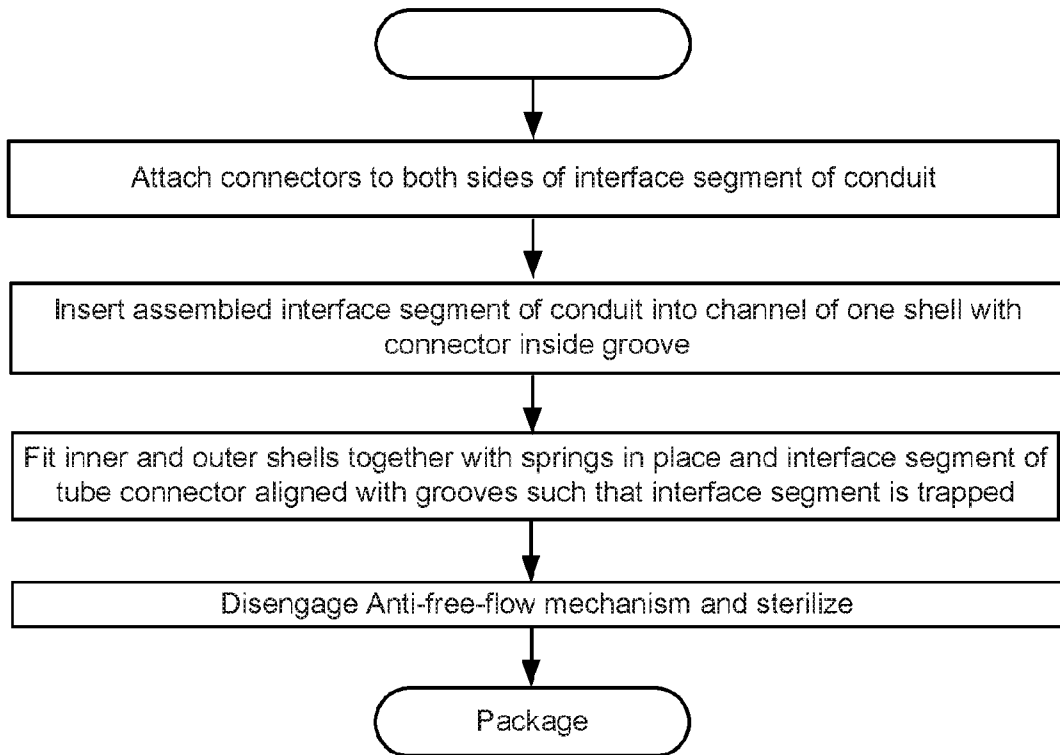 Attach connectors to both sides of interface segment of conduit
Insert assembled interface segment of conduit into channel of one shell with
connector inside groove
Fit inner and outer shells together with springs in place and interface segment of
tube connector aligned with grooves such that interface segment is trapped
Disengage Anti-free-flow mechanism and sterilize
Package